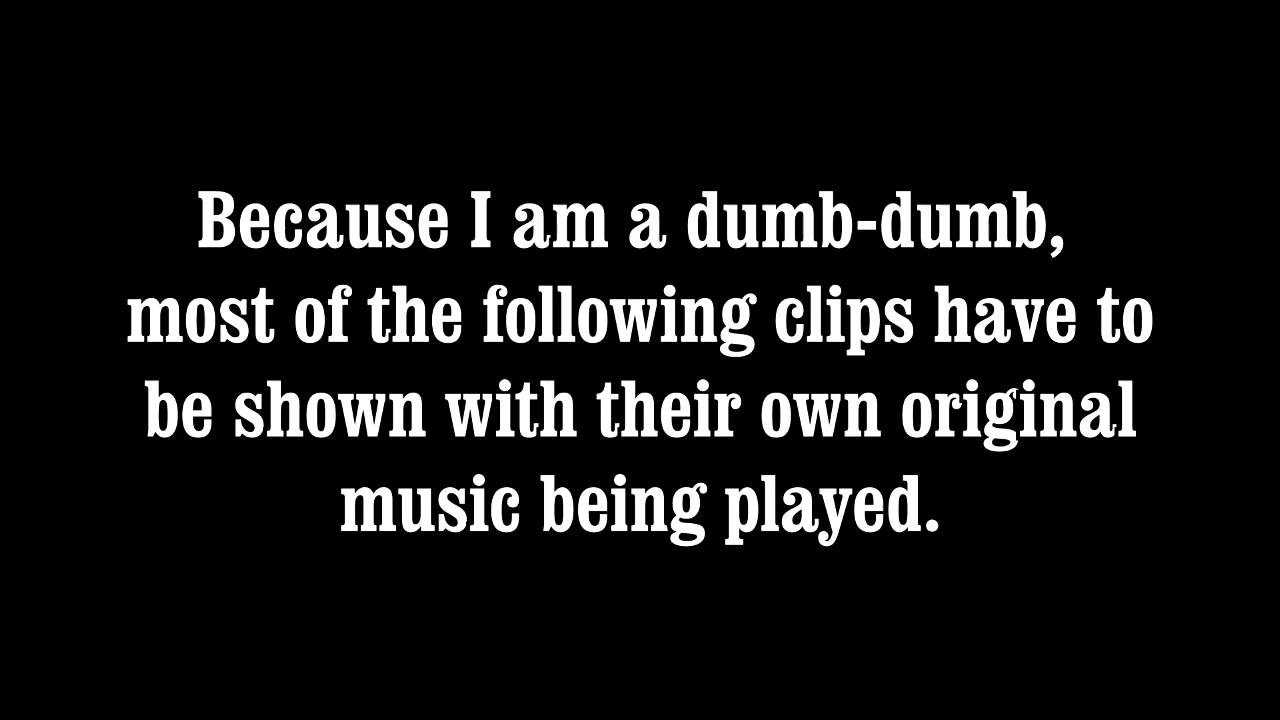 Because I am a dumb-dumb,
most of the following clips have to
be shown with their own original
music being played.